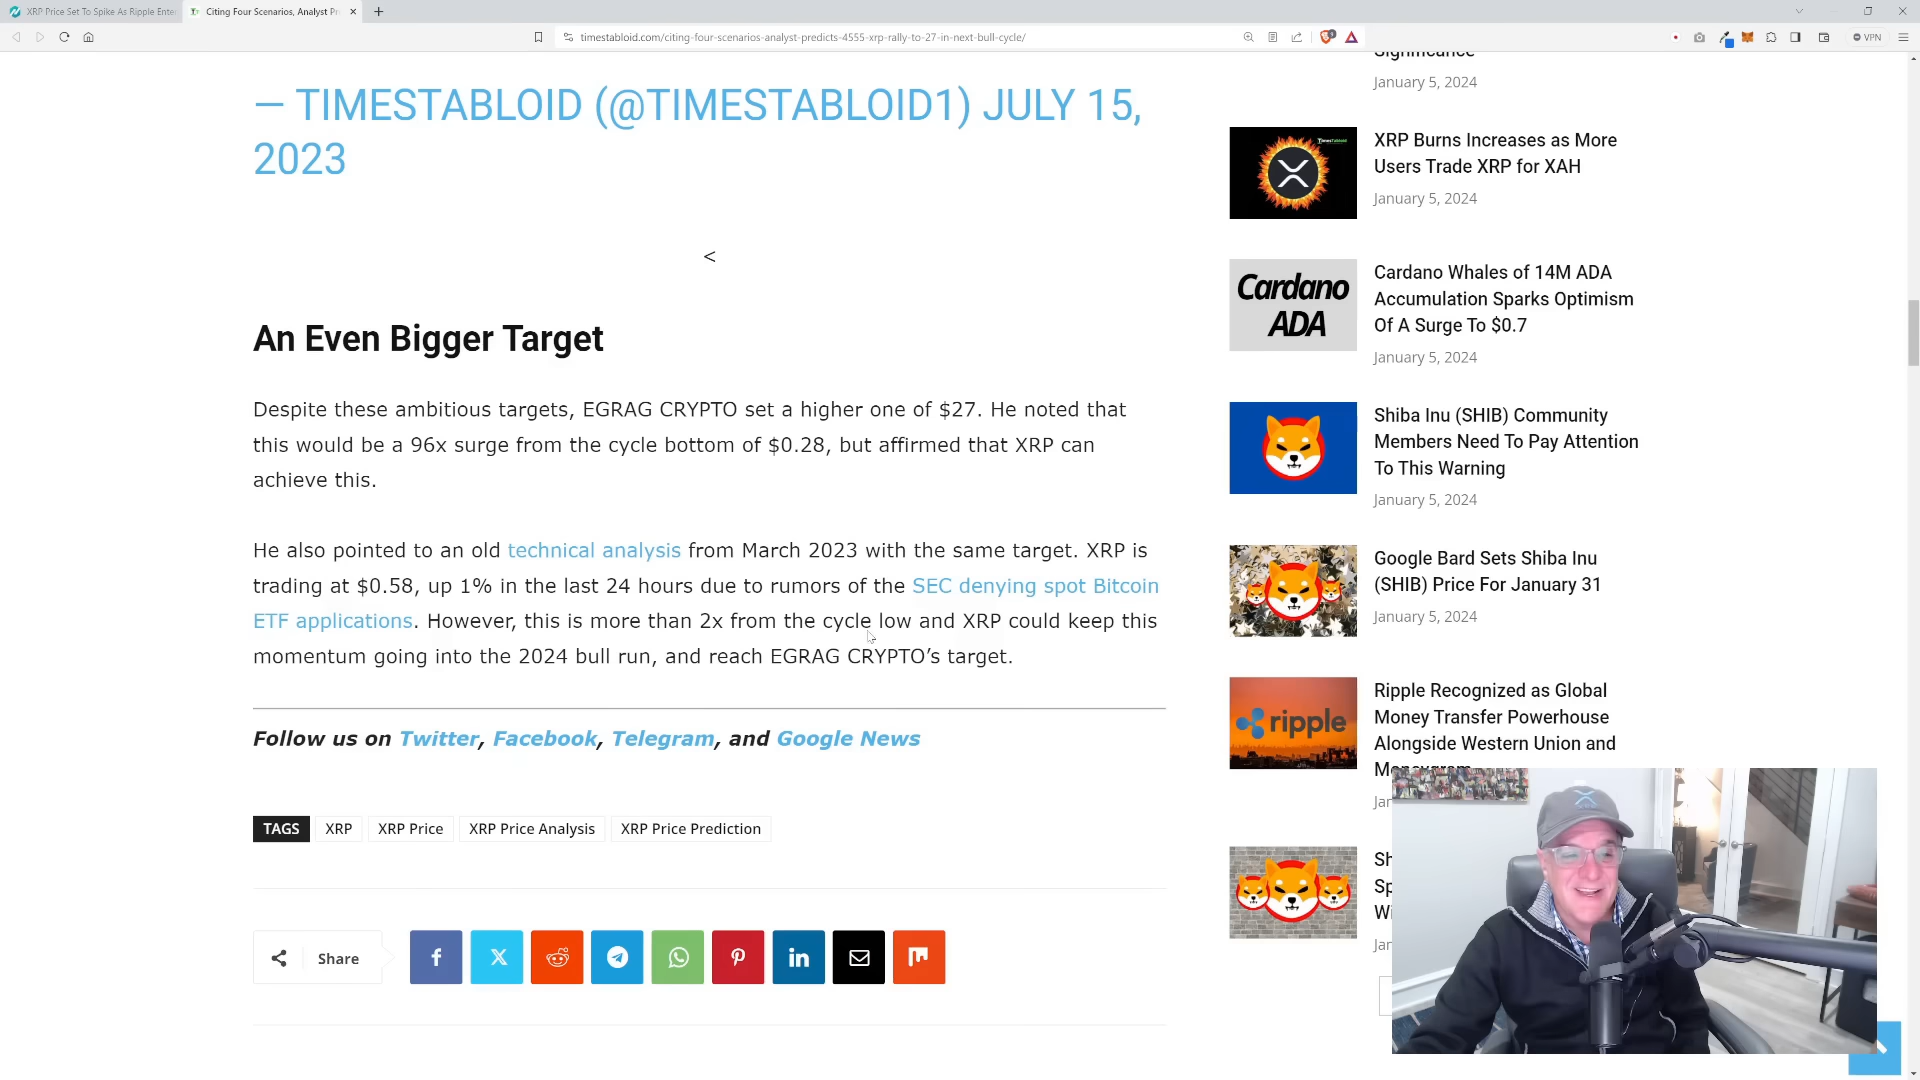 XRP Price Set To Spike As Ripple Ente
Citing Four Scenarios, Analyst Pr
timestabloid.com/citing-four-scenarios-analyst-predicts-4555-xrp-rally-to-27-in-next-bull-cycle/
VPN
— TIMESTABLOID (@TIMESTABLOID1) JULY 15,
2023
<
An Even Bigger Target
Despite these ambitious targets, EGRAG CRYPTO set a higher one of $27. He noted that
this would be a 96x surge from the cycle bottom of $0.28, but affirmed that XRP can
achieve this.
He also pointed to an old technical analysis from March 2023 with the same target. XRP is
trading at $0.58, up 1% in the last 24 hours due to rumors of the SEC denying spot Bitcoin
ETF applications. However, this is more than 2x from the cycle low and XRP could keep this
momentum going into the 2024 bull run, and reach EGRAG CRYPTO’s target.
Follow us on Twitter, Facebook, Telegram, and Google News
TAGS
XRP
XRP Price
XRP Price Analysis
XRP Price Prediction
Share
Significance
January 5, 2024
XRP Burns Increases as More
Users Trade XRP for XAH
January 5, 2024
Cardano
ADA
Cardano Whales of 14M ADA
Accumulation Sparks Optimism
Of A Surge To $0.7
January 5, 2024
Shiba Inu (SHIB) Community
Members Need To Pay Attention
To This Warning
January 5, 2024
Google Bard Sets Shiba Inu
(SHIB) Price For January 31
January 5, 2024
ripple
Ripple Recognized as Global
Money Transfer Powerhouse
Alongside Western Union and
Moneygram
Jan
Sh
Sp
Wi
Jan